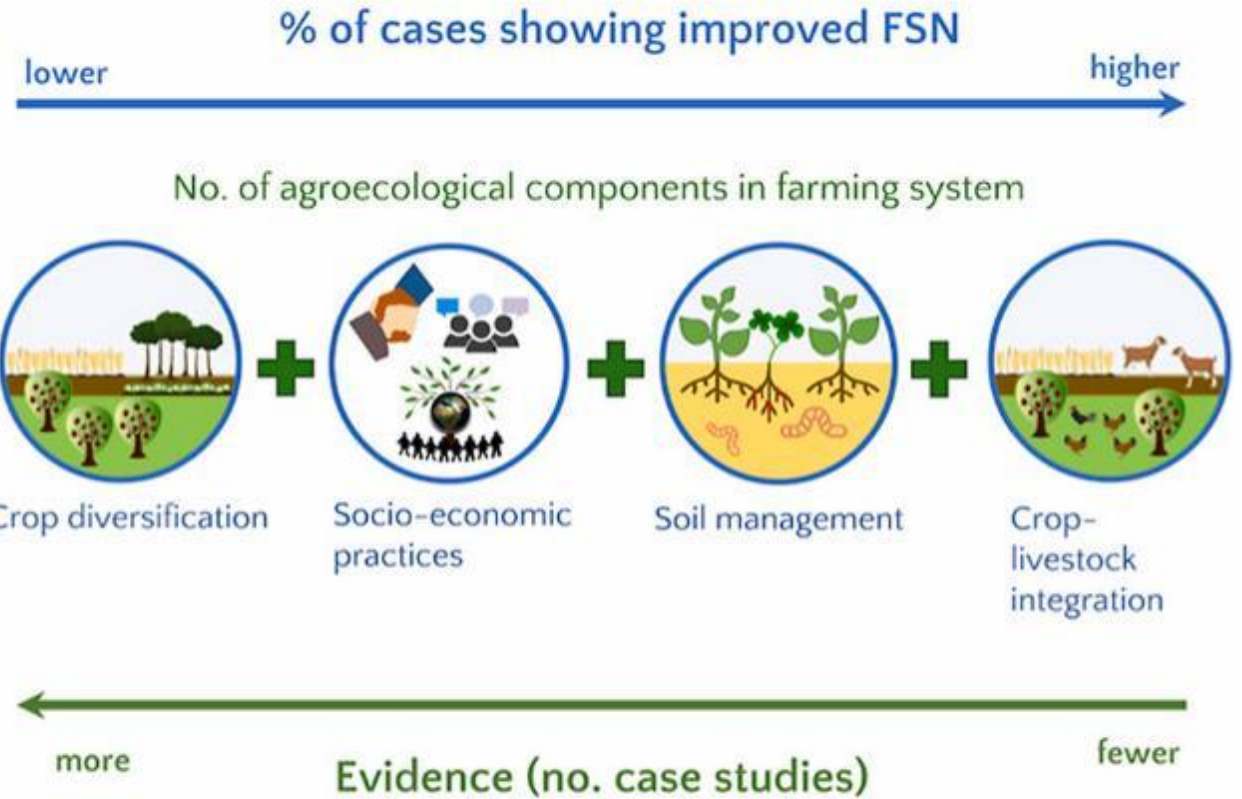 % of cases showing improved FSN
lower
higher
No. of agroecological components in farming system
Crop diversification
Socio-economic
practices
Soil management
Crop-
livestock
integration
more
fewer
Evidence (no. case studies)